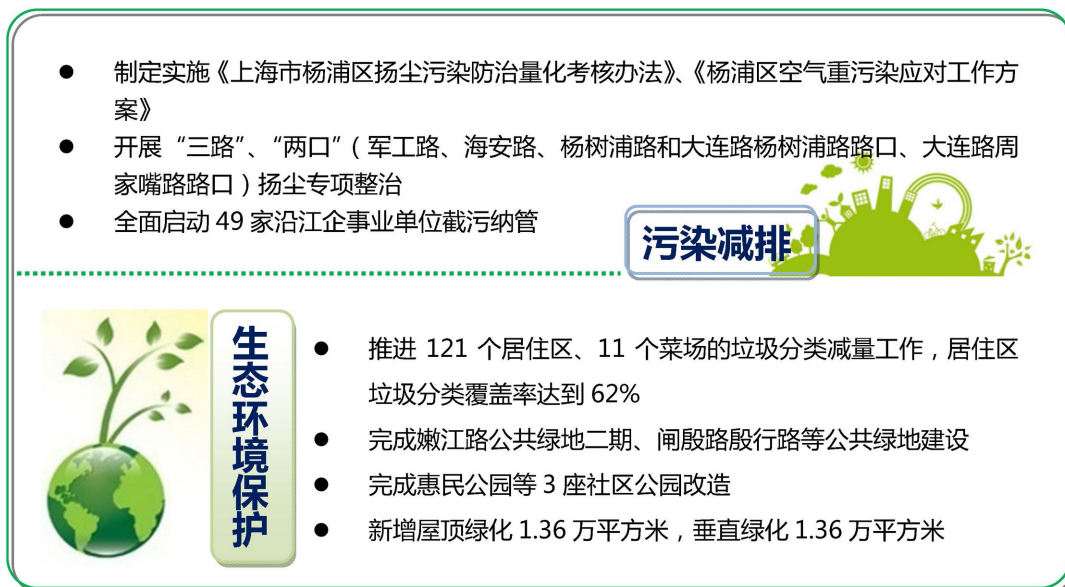 ● 制定实施《上海市杨浦区扬尘污染防治量化考核办法》、《杨浦区空气重污染应对工作方
案》
● 开展“三路”、“两口”(军工路、海安路、杨树浦路和大连路杨树浦路路口、大连路周
家嘴路路口)扬尘专项整治
● 全面启动 49 家沿江企事业单位截污纳管
污染减排
生态环境保护
● 推进 121 个居住区、11 个菜场的垃圾分类减量工作,居住区
垃圾分类覆盖率达到 62%
● 完成嫩江路公共绿地二期、闸殷路殷行路等公共绿地建设
● 完成惠民公园等 3 座社区公园改造
● 新增屋顶绿化 1.36 万平方米,垂直绿化 1.36 万平方米